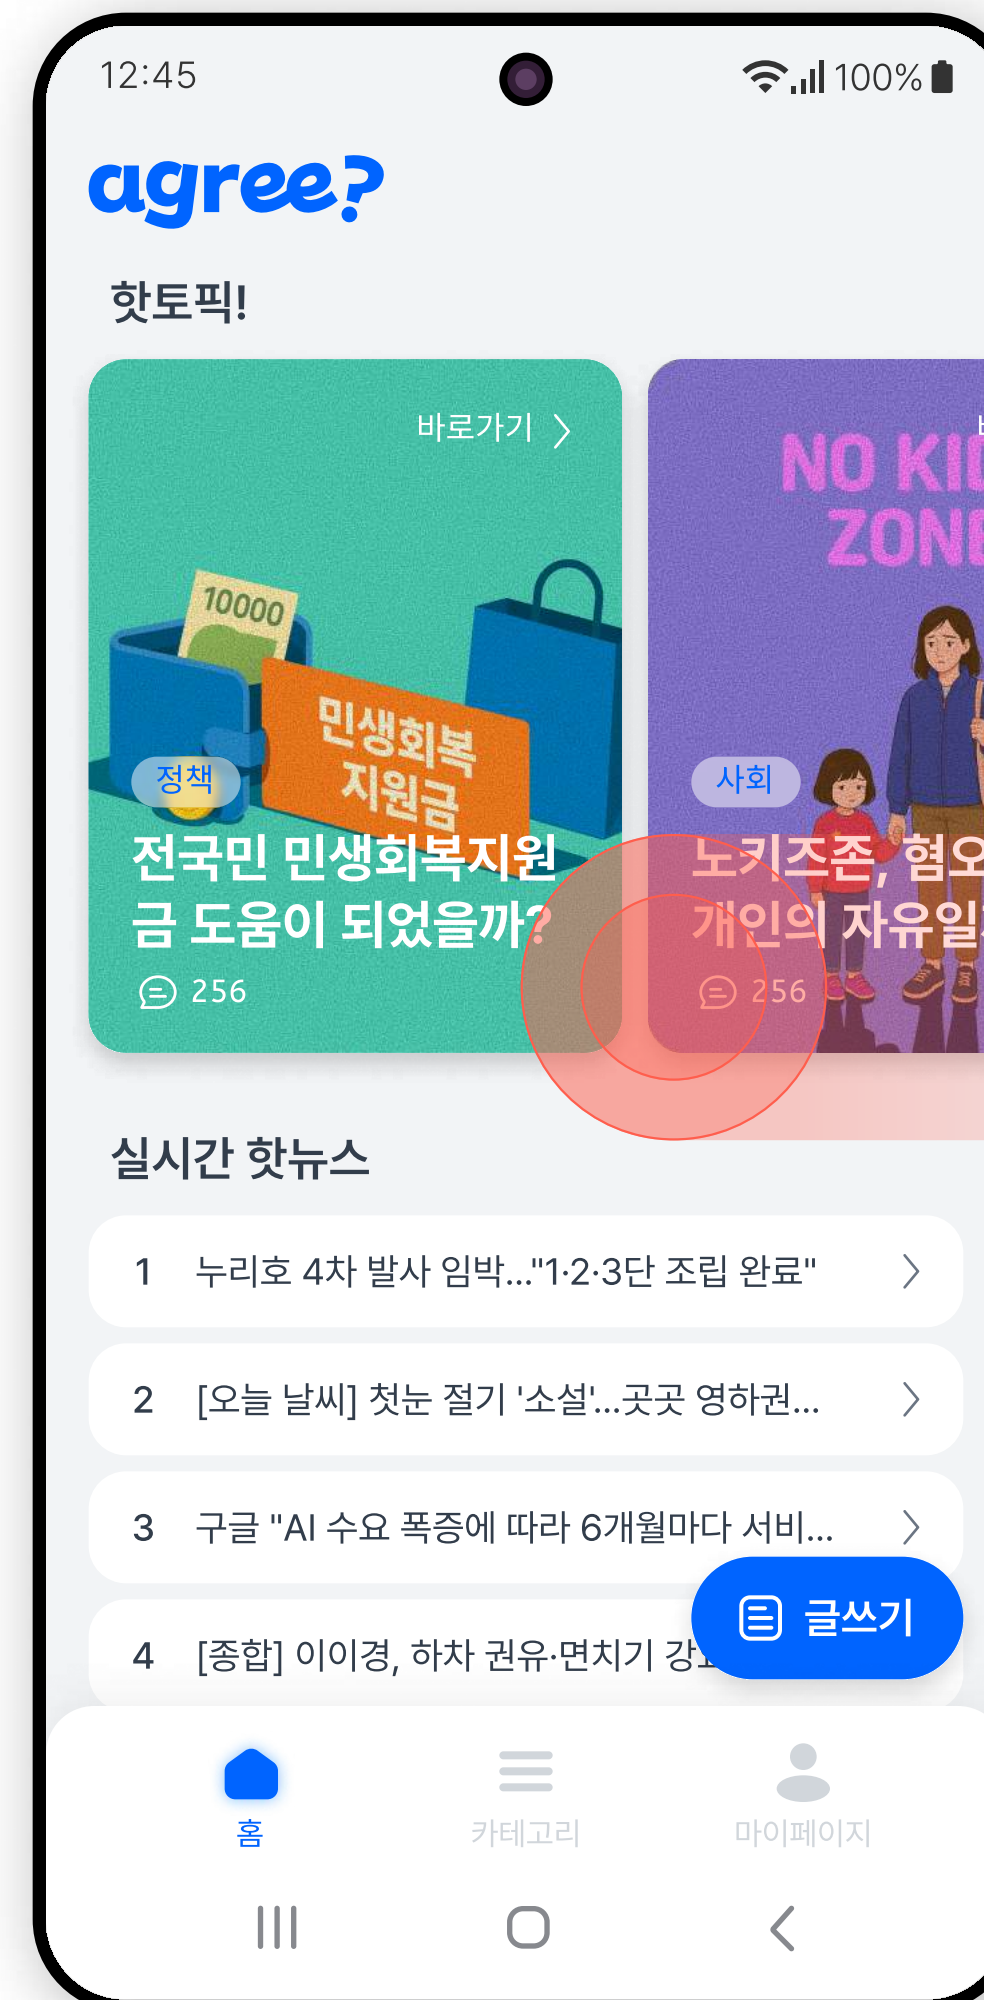 12:45
100%
agree?
핫토픽!
바로가기
10000
민생회복
지원금
정책
전국민 민생회복지원
금 도움이 되었을까?
256
NO
ZONE
사회
노키즈존, 혐오
개인의 자유일
256
실시간 핫뉴스
1 누리호 4차 발사 임박..."1·2·3단 조립 완료"
2 [오늘 날씨] 첫눈 절기 '소설'...곳곳 영하권...
3 구글 "AI 수요 폭증에 따라 6개월마다 서비...
4 [종합] 이이경, 하차 권유·면치기 강
글쓰기
홈 카테고리 마이페이지